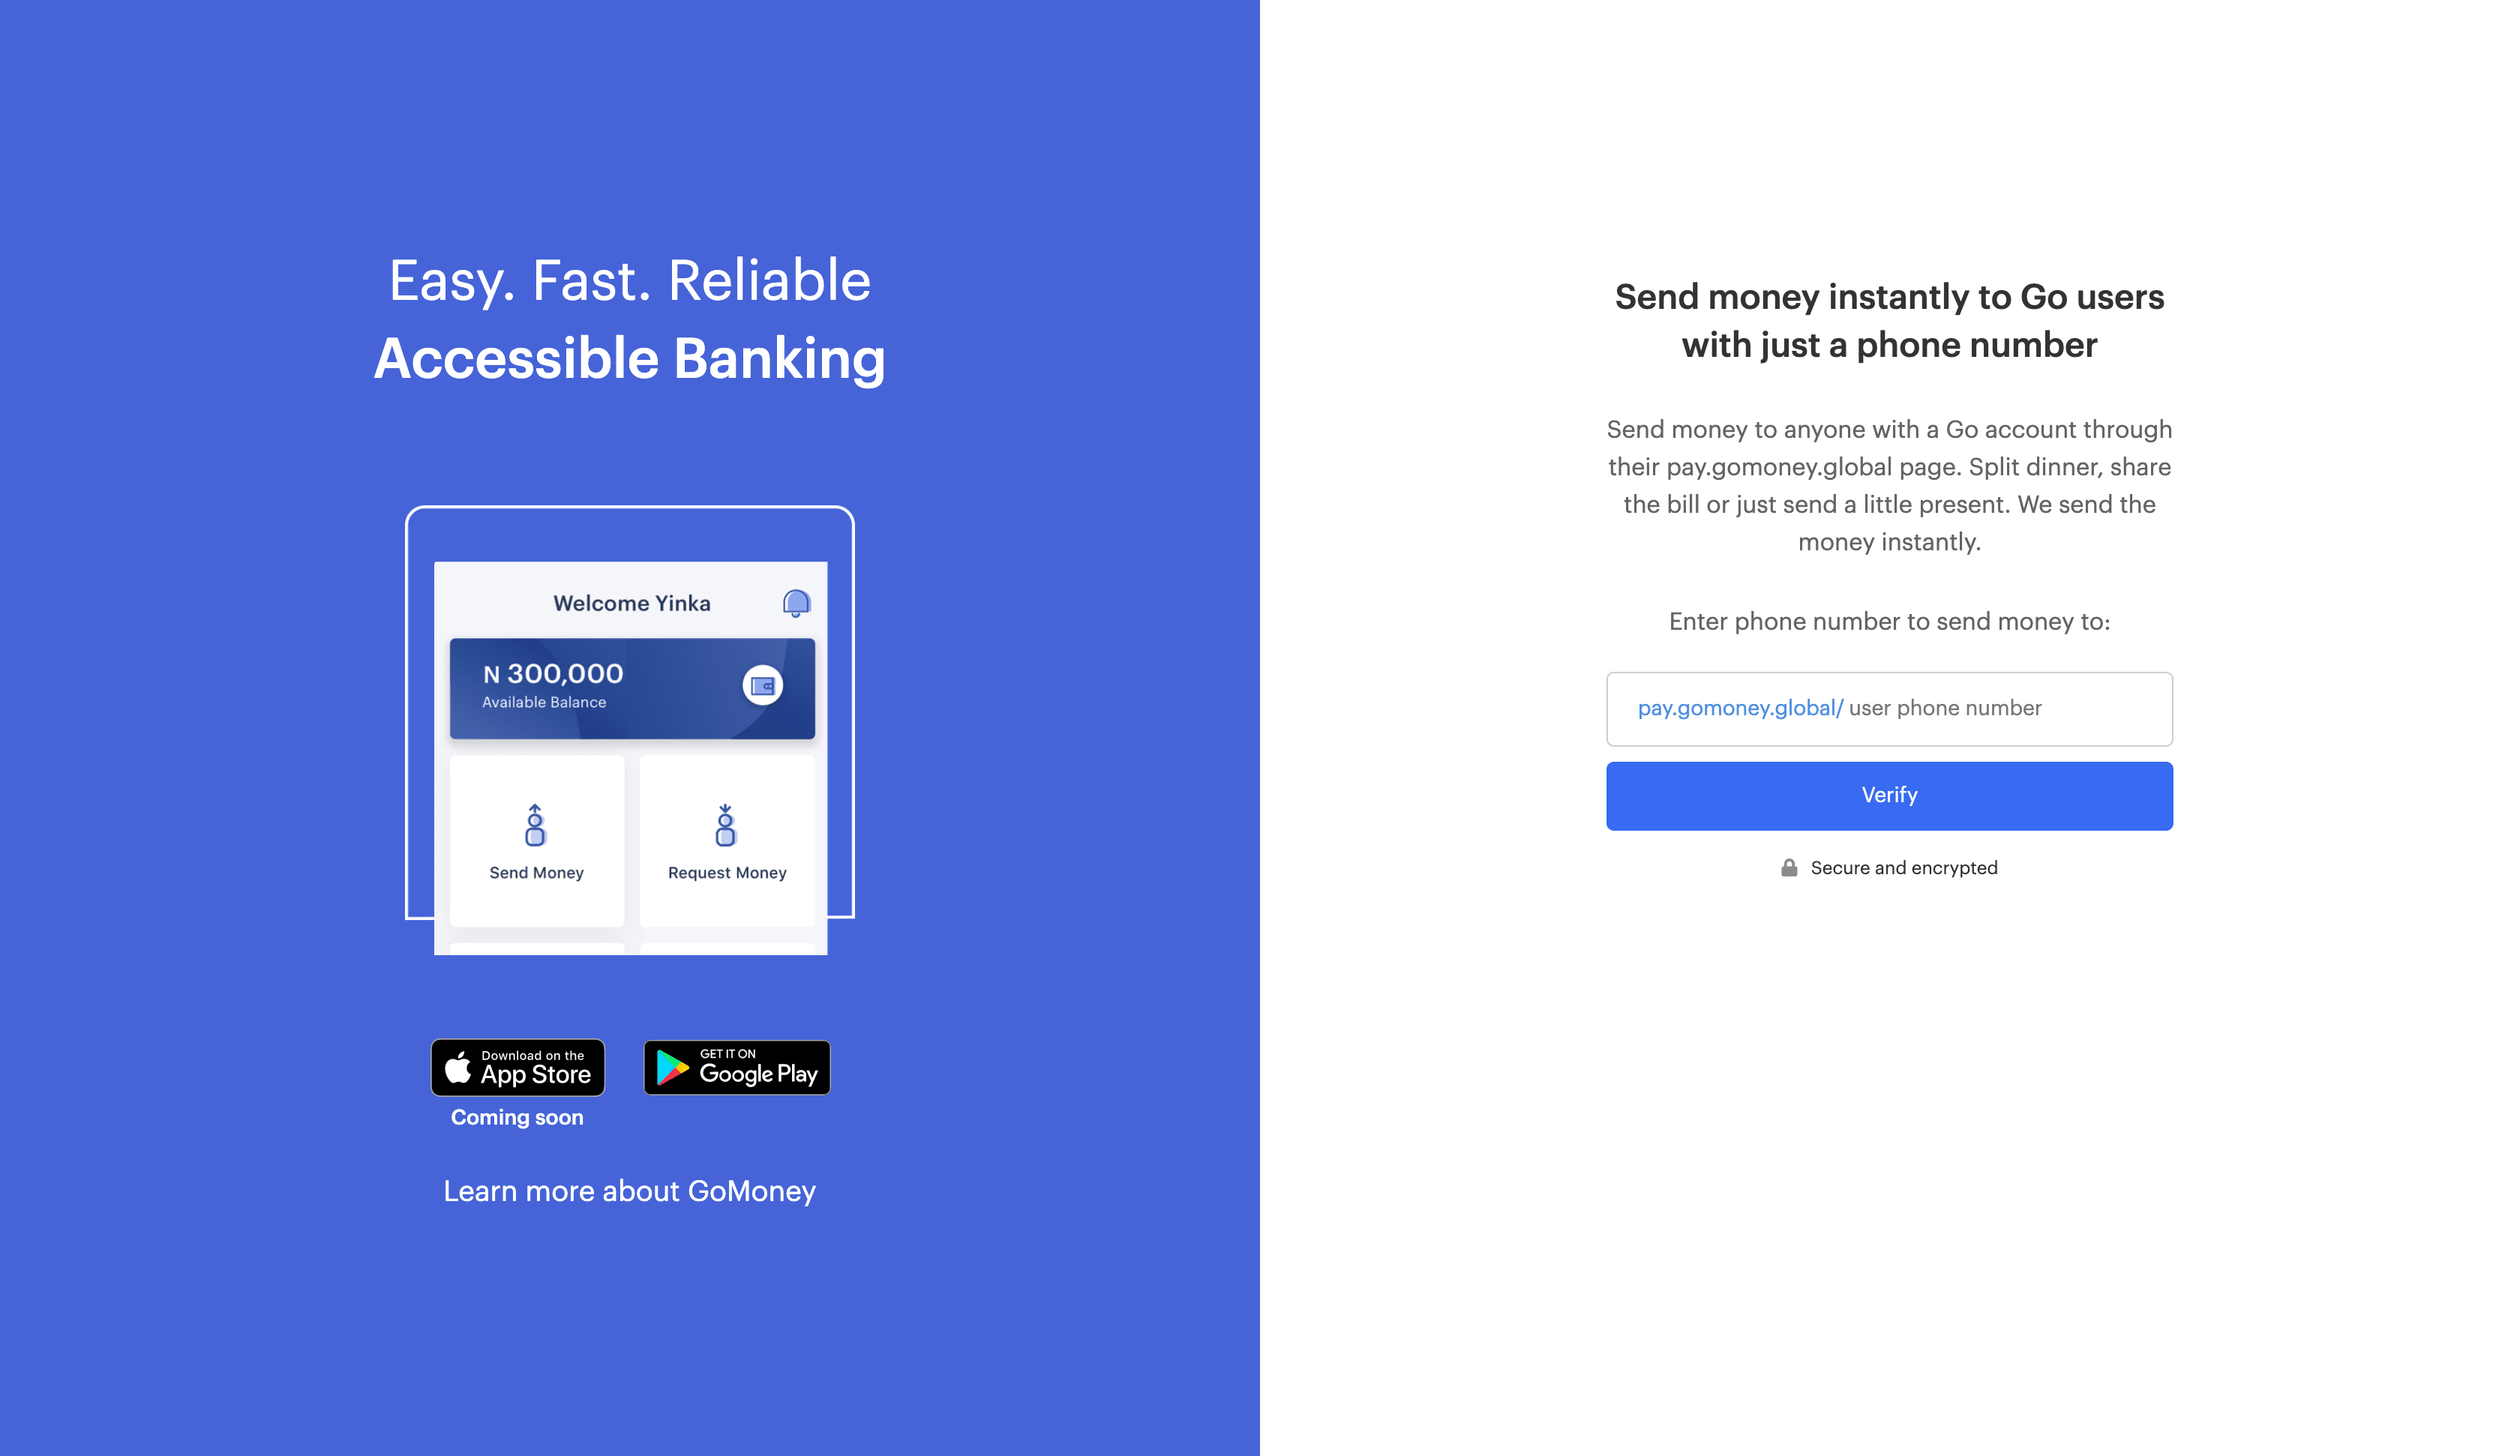 Easy. Fast. Reliable
Accessible Banking
Welcome Yinka
N 300,000
Available Balance
Send Money
Request Money
Download on the
App Store
GET IT ON
Google Play
Coming soon
Learn more about GoMoney
Send money instantly to Go users
with just a phone number
Send money to anyone with a Go account through
their pay.gomoney.global page. Split dinner, share
the bill or just send a little present. We send the
money instantly.
Enter phone number to send money to:
pay.gomoney.global/ user phone number
Verify
Secure and encrypted